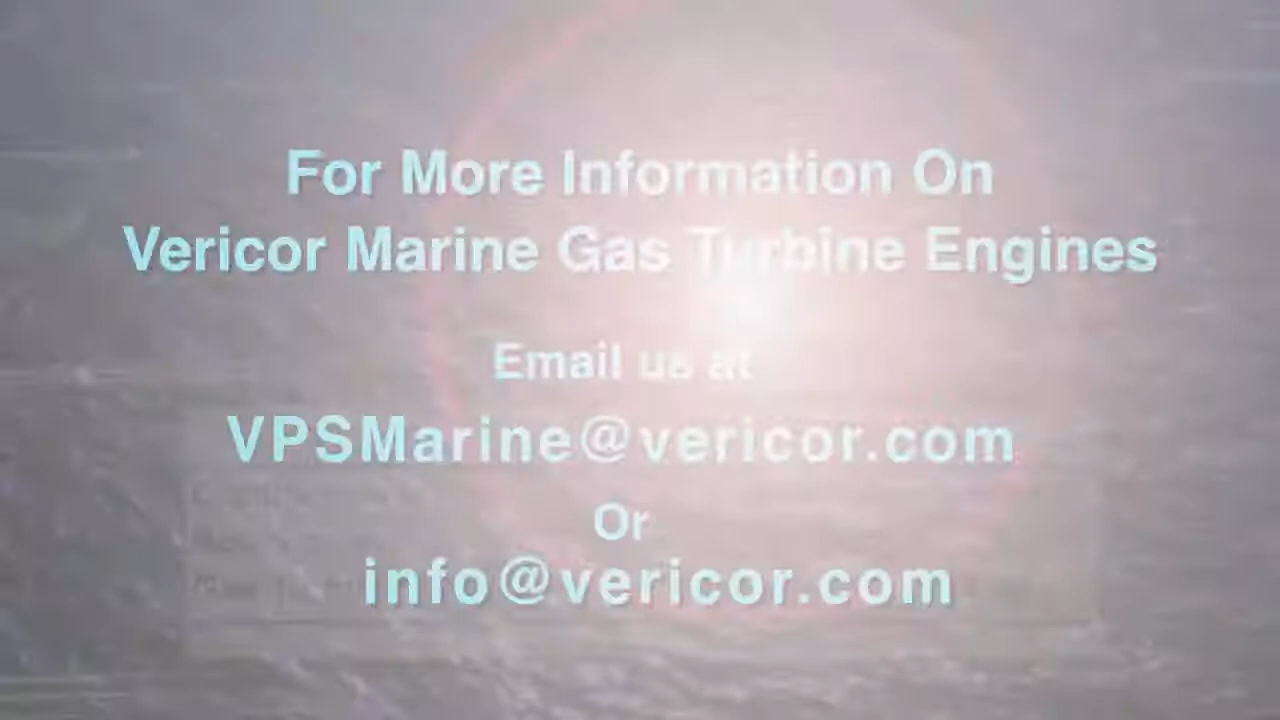 For More Information On
Vericor Marine Gas Turbine Engines
Email us at
VPSMarine@vericor.com
Or
info@vericor.com